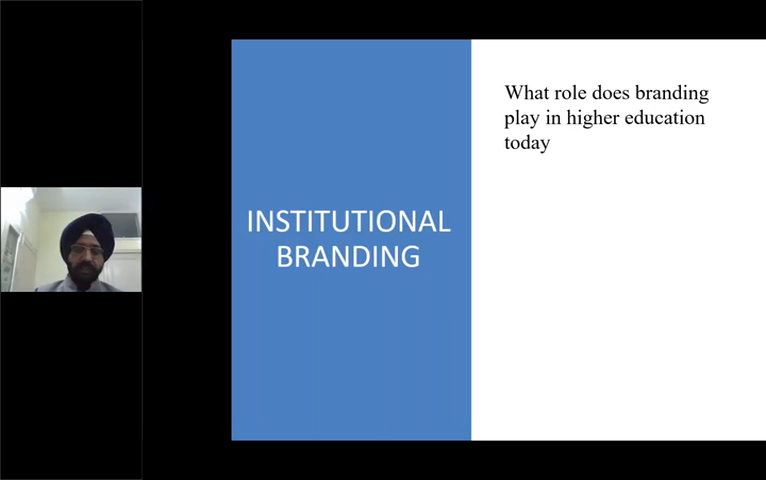 INSTITUTIONAL
BRANDING
What role does branding
play in higher education
today